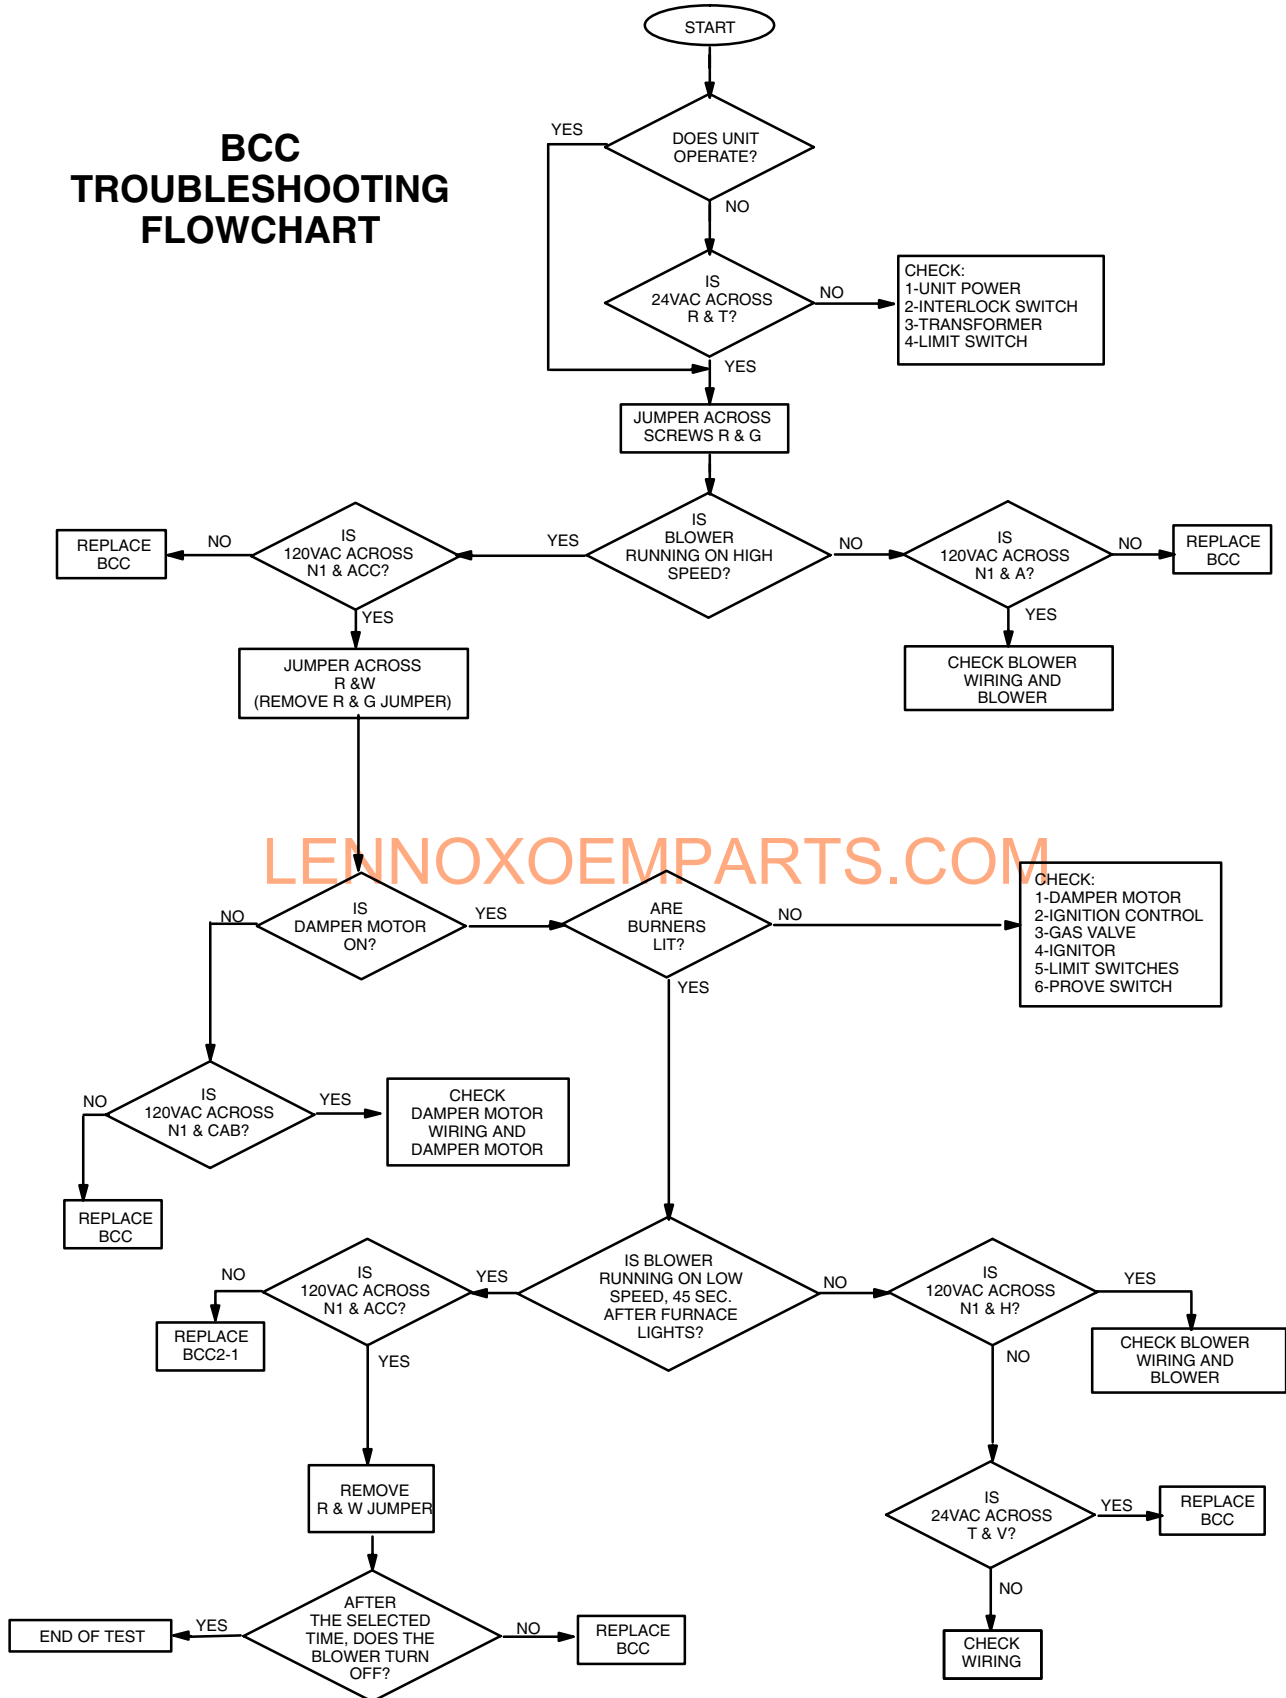 START
BCC
TROUBLESHOOTING
FLOWCHART
YES
DOES UNIT
OPERATE?
NO
IS
24VAC ACROSS
R & T?
NO
CHECK:
1-UNIT POWER
2-INTERLOCK SWITCH
3-TRANSFORMER
4-LIMIT SWITCH
YES
JUMPER ACROSS
SCREWS R & G
REPLACE
BCC
NO
IS
120VAC ACROSS
N1 & ACC?
YES
IS
BLOWER
RUNNING ON HIGH
SPEED?
NO
IS
120VAC ACROSS
N1 & A?
NO
REPLACE
BCC
YES
YES
JUMPER ACROSS
R &W
(REMOVE R & G JUMPER)
CHECK BLOWER
WIRING AND
BLOWER
LENNOXOEMPARTS.COM
NO
IS
DAMPER MOTOR
ON?
YES
ARE
BURNERS
LIT?
NO
CHECK:
1-DAMPER MOTOR
2-IGNITION CONTROL
3-GAS VALVE
4-IGNITOR
5-LIMIT SWITCHES
6-PROVE SWITCH
YES
NO
IS
120VAC ACROSS
N1 & CAB?
YES
CHECK
DAMPER MOTOR
WIRING AND
DAMPER MOTOR
REPLACE
BCC
NO
IS
120VAC ACROSS
N1 & ACC?
YES
IS BLOWER
RUNNING ON LOW
SPEED, 45 SEC.
AFTER FURNACE
LIGHTS?
NO
IS
120VAC ACROSS
N1 & H?
YES
REPLACE
BCC2-1
YES
NO
CHECK BLOWER
WIRING AND
BLOWER
REMOVE
R & W JUMPER
IS
24VAC ACROSS
T & V?
YES
REPLACE
BCC
NO
END OF TEST
YES
AFTER
THE SELECTED
TIME, DOES THE
BLOWER TURN
OFF?
NO
REPLACE
BCC
CHECK
WIRING